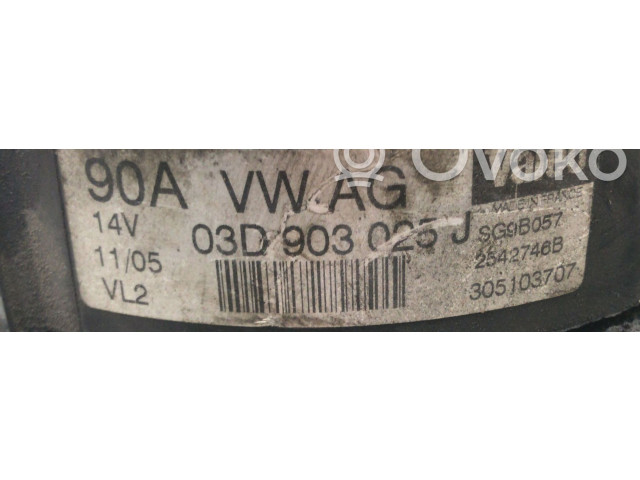 90A VW AG
14V
03D 903 025 J
11/05
VL2
MADE IN FRANCE
SG9B057
2542746B
305103707
Ovoko